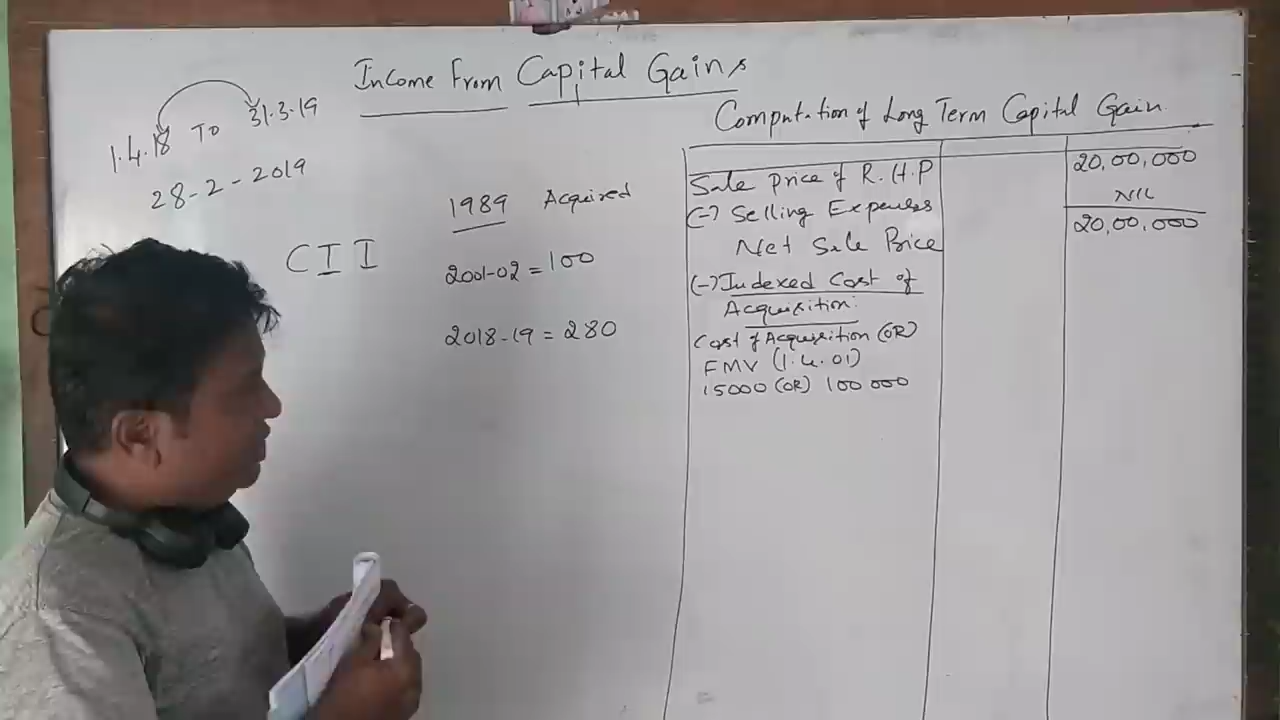 Income From Capital Gains
1.4.18 TO 31.3.19
28-2-2019
CII
1989 Acquired
2001-02 = 100
2018-19 = 280
Computation of Long Term Capital Gain
Sale Price of R.H.P 20,00,000
(-) Selling Expenses NIL
Net Sale Price 20,00,000
(-) Indexed Cost of
Acquisition:
Cost of Acquisition (OR)
FMV (1.4.01)
15000 (OR) 100 000